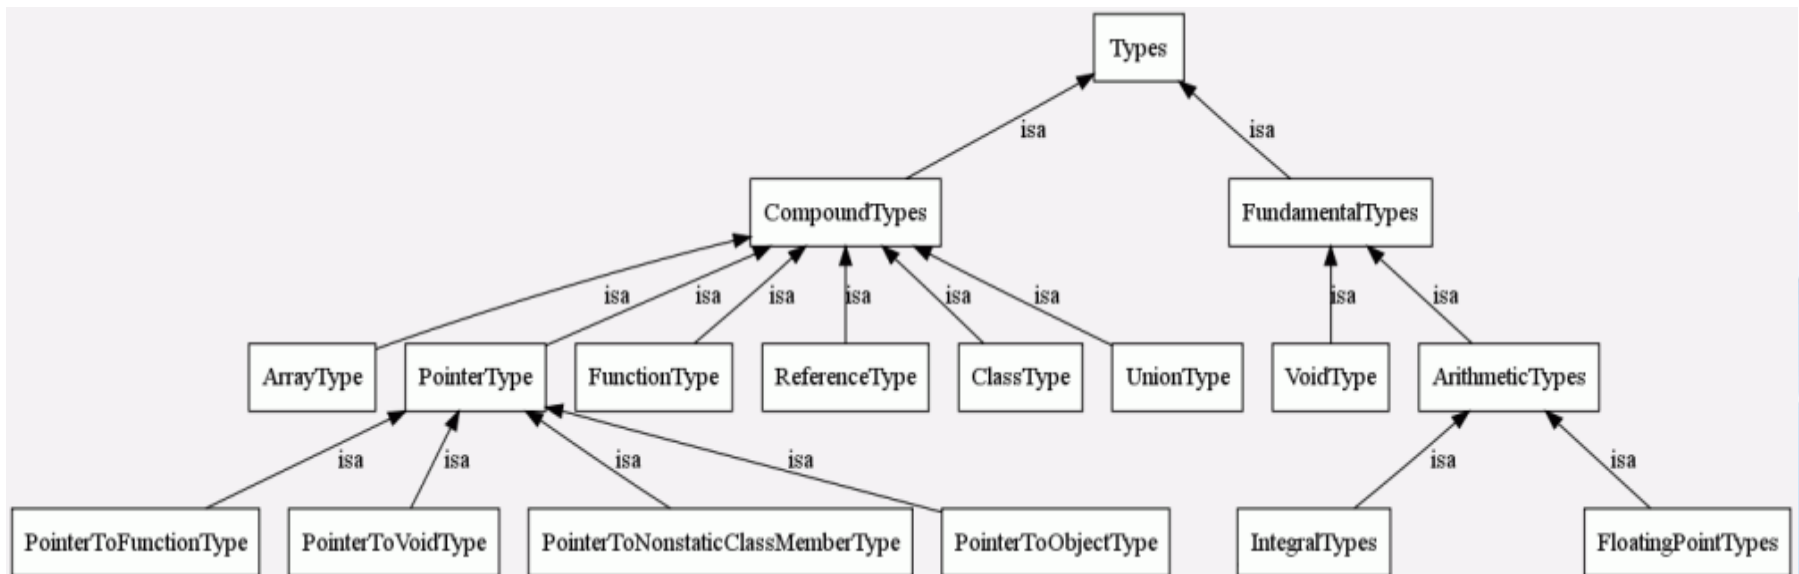 Types
isa
isa
CompoundTypes
FundamentalTypes
isa
isa
isa
isa
isa
isa
isa
isa
ArrayType
PointerType
FunctionType
ReferenceType
ClassType
UnionType
VoidType
ArithmeticTypes
isa
isa
isa
isa
isa
isa
PointerToFunctionType
PointerToVoidType
PointerToNonstaticClassMemberType
PointerToObjectType
IntegralTypes
FloatingPointTypes